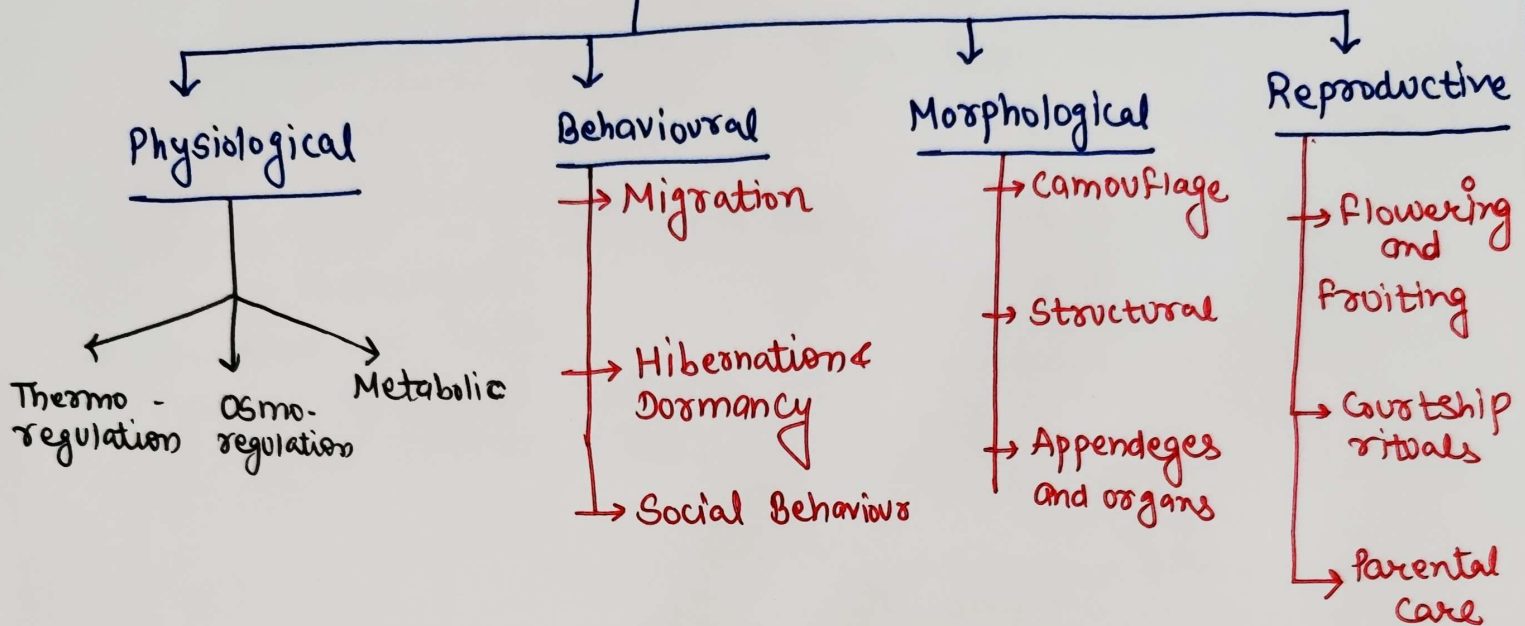 Physiological
Thermo -
regulation
Osmo-
regulation
Metabolic
Behavioural
Migration
Hibernation &
Dormancy
Social Behaviour
Morphological
Camouflage
Structural
Appendeges
and organs
Reproductive
Flowering
and
Fruiting
Courtship
rituals
Parental
care